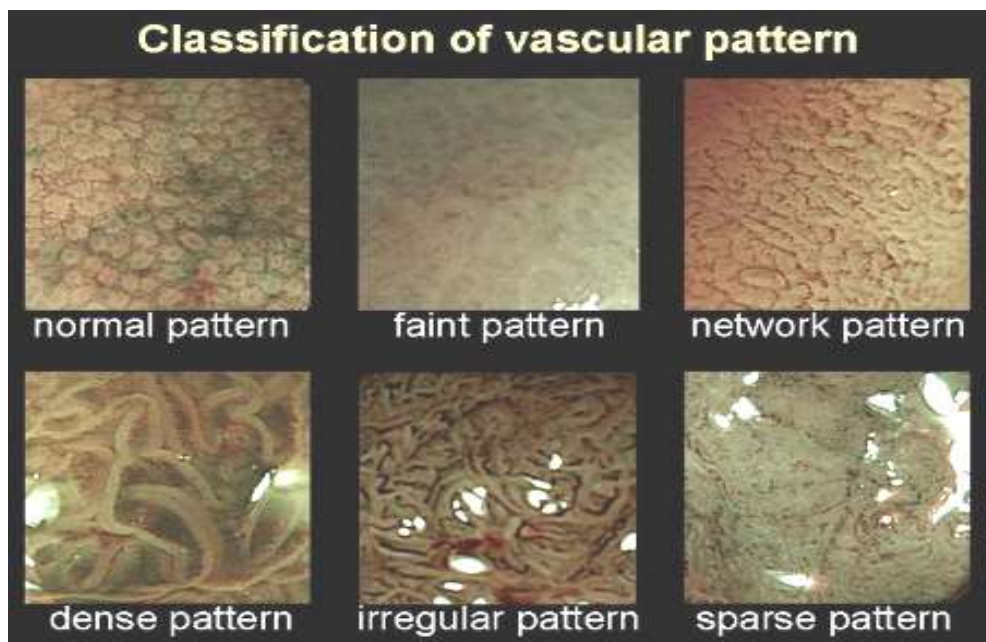 Classification of vascular pattern
normal pattern
faint pattern
network pattern
dense pattern
irregular pattern
sparse pattern